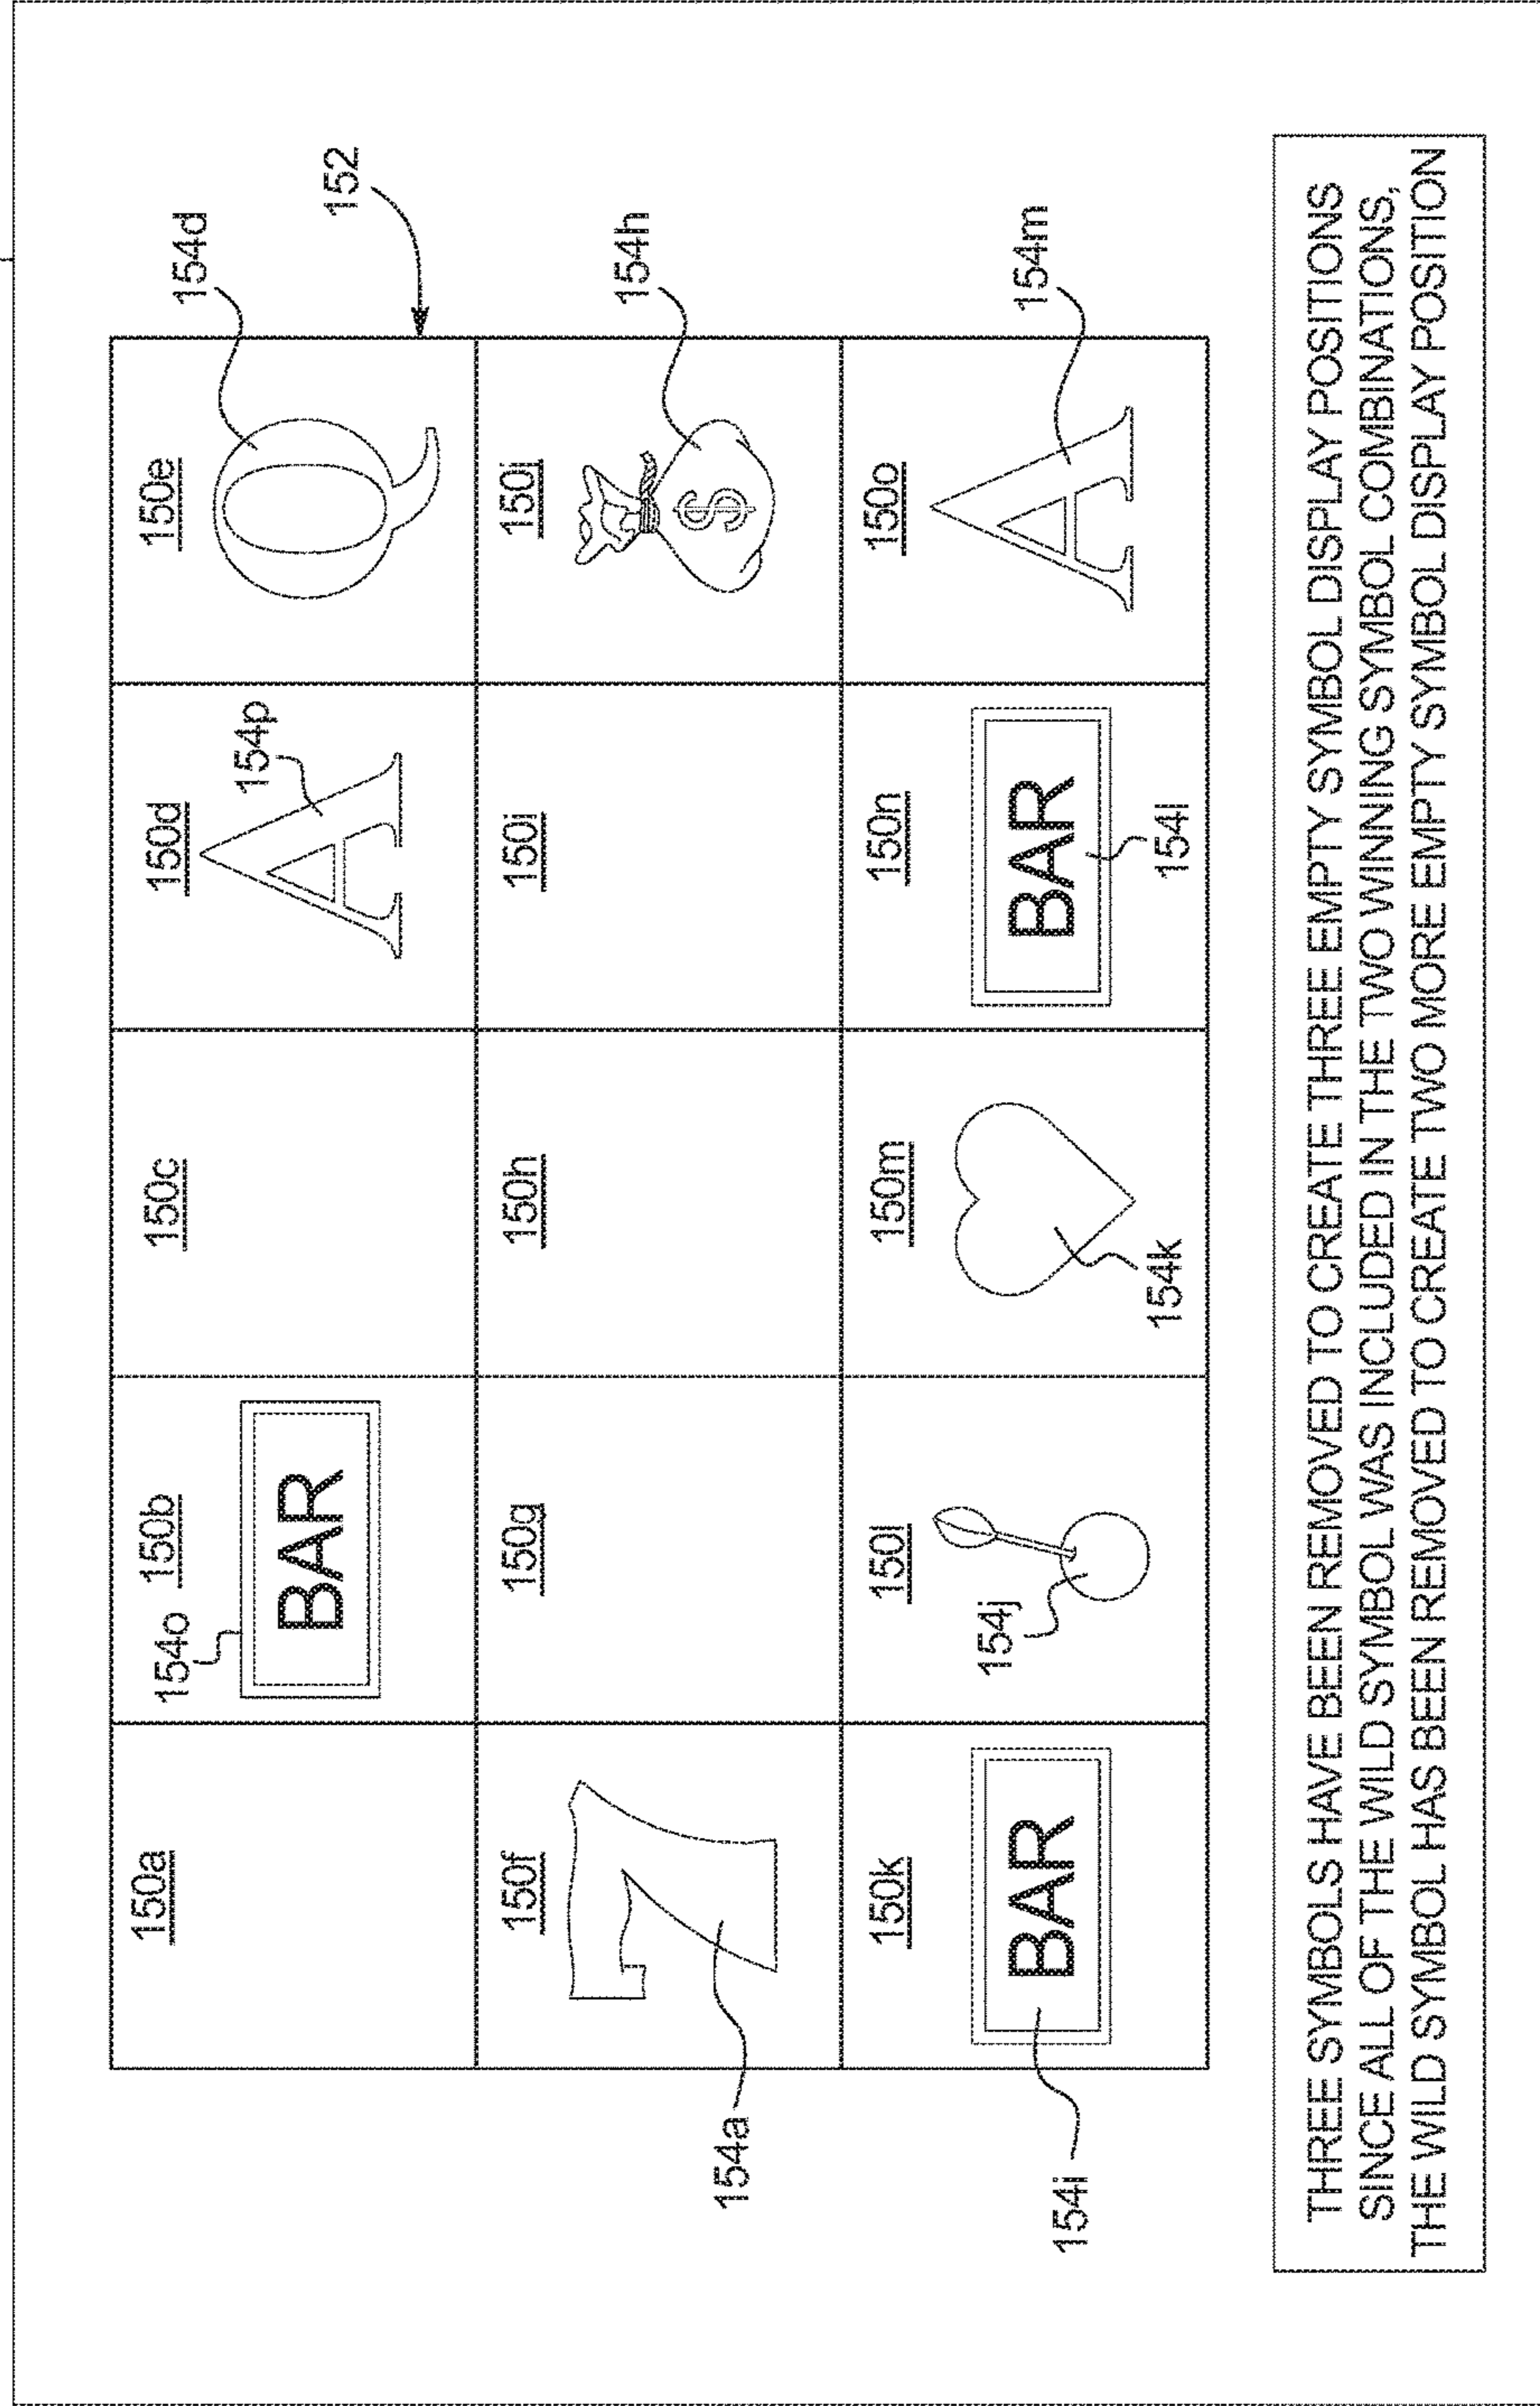 152
150a
154o
150b
BAR
150c
150d
154p
150e
154d
150f
154a
150g
150h
150i
150j
$
154h
150k
BAR
154i
150l
154j
150m
154k
150n
BAR
154l
150o
154m
THREE SYMBOLS HAVE BEEN REMOVED TO CREATE THREE EMPTY SYMBOL DISPLAY POSITIONS
SINCE ALL OF THE WILD SYMBOL WAS INCLUDED IN THE TWO WINNING SYMBOL COMBINATIONS,
THE WILD SYMBOL HAS BEEN REMOVED TO CREATE TWO MORE EMPTY SYMBOL DISPLAY POSITION